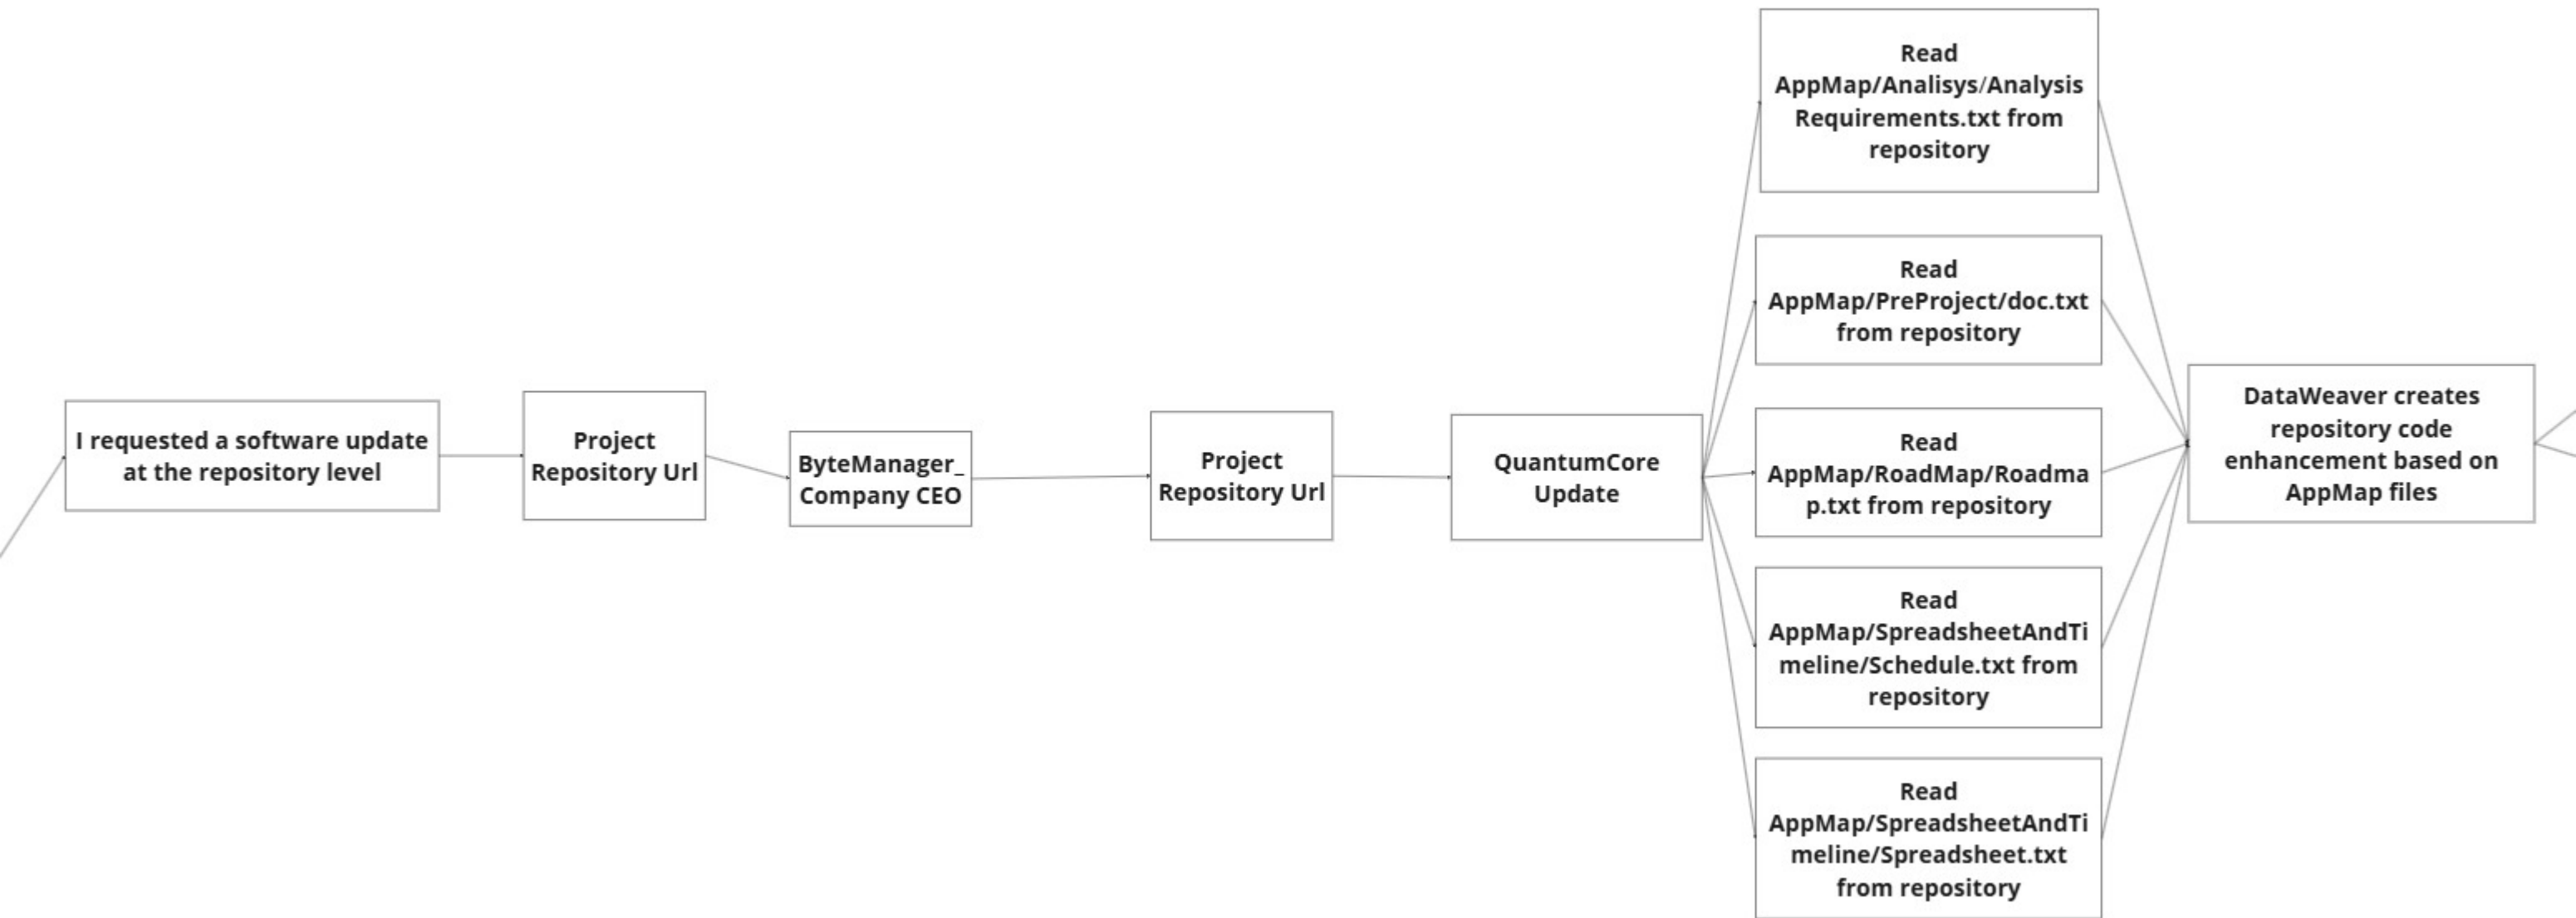 I requested a software update
at the repository level
Project
Repository Url
ByteManager_
Company CEO
Project
Repository Url
QuantumCore
Update
Read
AppMap/Analisys/Analysis
Requirements.txt from
repository
Read
AppMap/PreProject/doc.txt
from repository
Read
AppMap/RoadMap/Roadma
p.txt from repository
Read
AppMap/SpreadsheetAndTi
meline/Schedule.txt from
repository
Read
AppMap/SpreadsheetAndTi
meline/Spreadsheet.txt
from repository
DataWeaver creates
repository code
enhancement based on
AppMap files